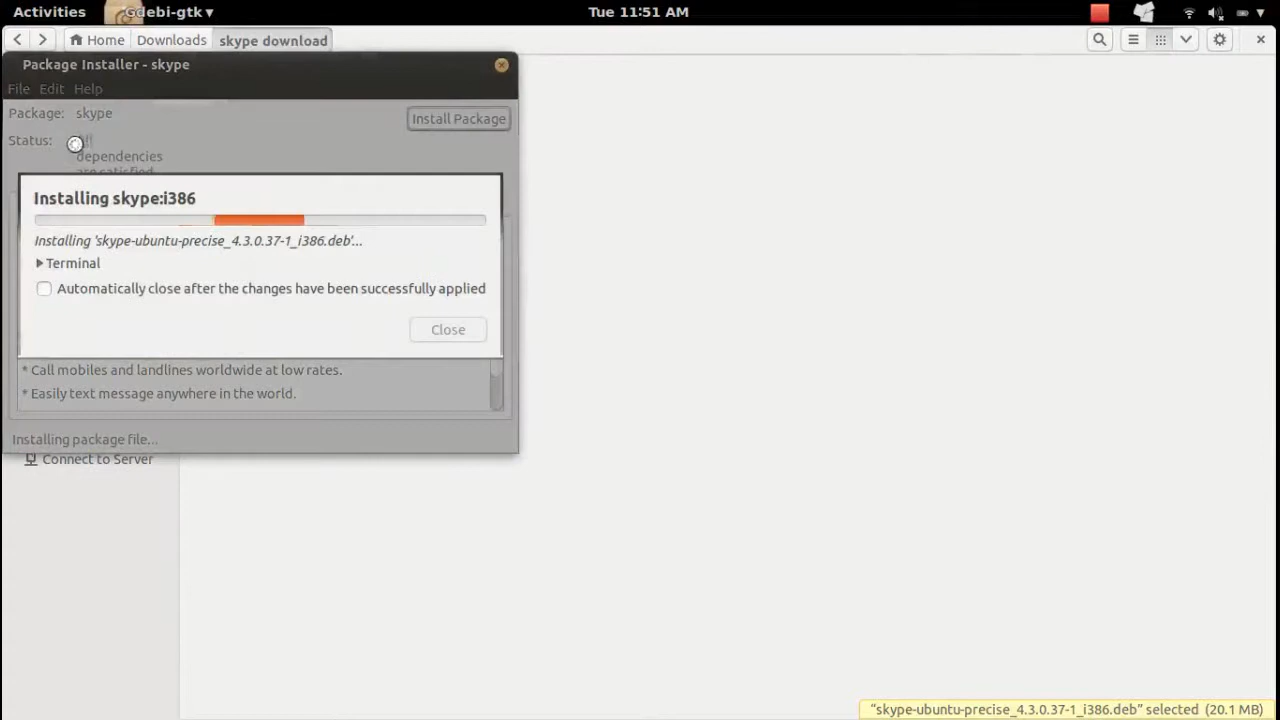 Activities
Gdebi-gtk ▾
Tue 11:51 AM
Home
Downloads
skype download
Package Installer - skype
File Edit Help
Package: skype
Install Package
Status:
dependencies
are satisfied
Installing skype:i386
Installing 'skype-ubuntu-precise_4.3.0.37-1_i386.deb'...
Terminal
Automatically close after the changes have been successfully applied
Close
* Call mobiles and landlines worldwide at low rates.
* Easily text message anywhere in the world.
Installing package file...
Connect to Server
“skype-ubuntu-precise_4.3.0.37-1_i386.deb” selected (20.1 MB)